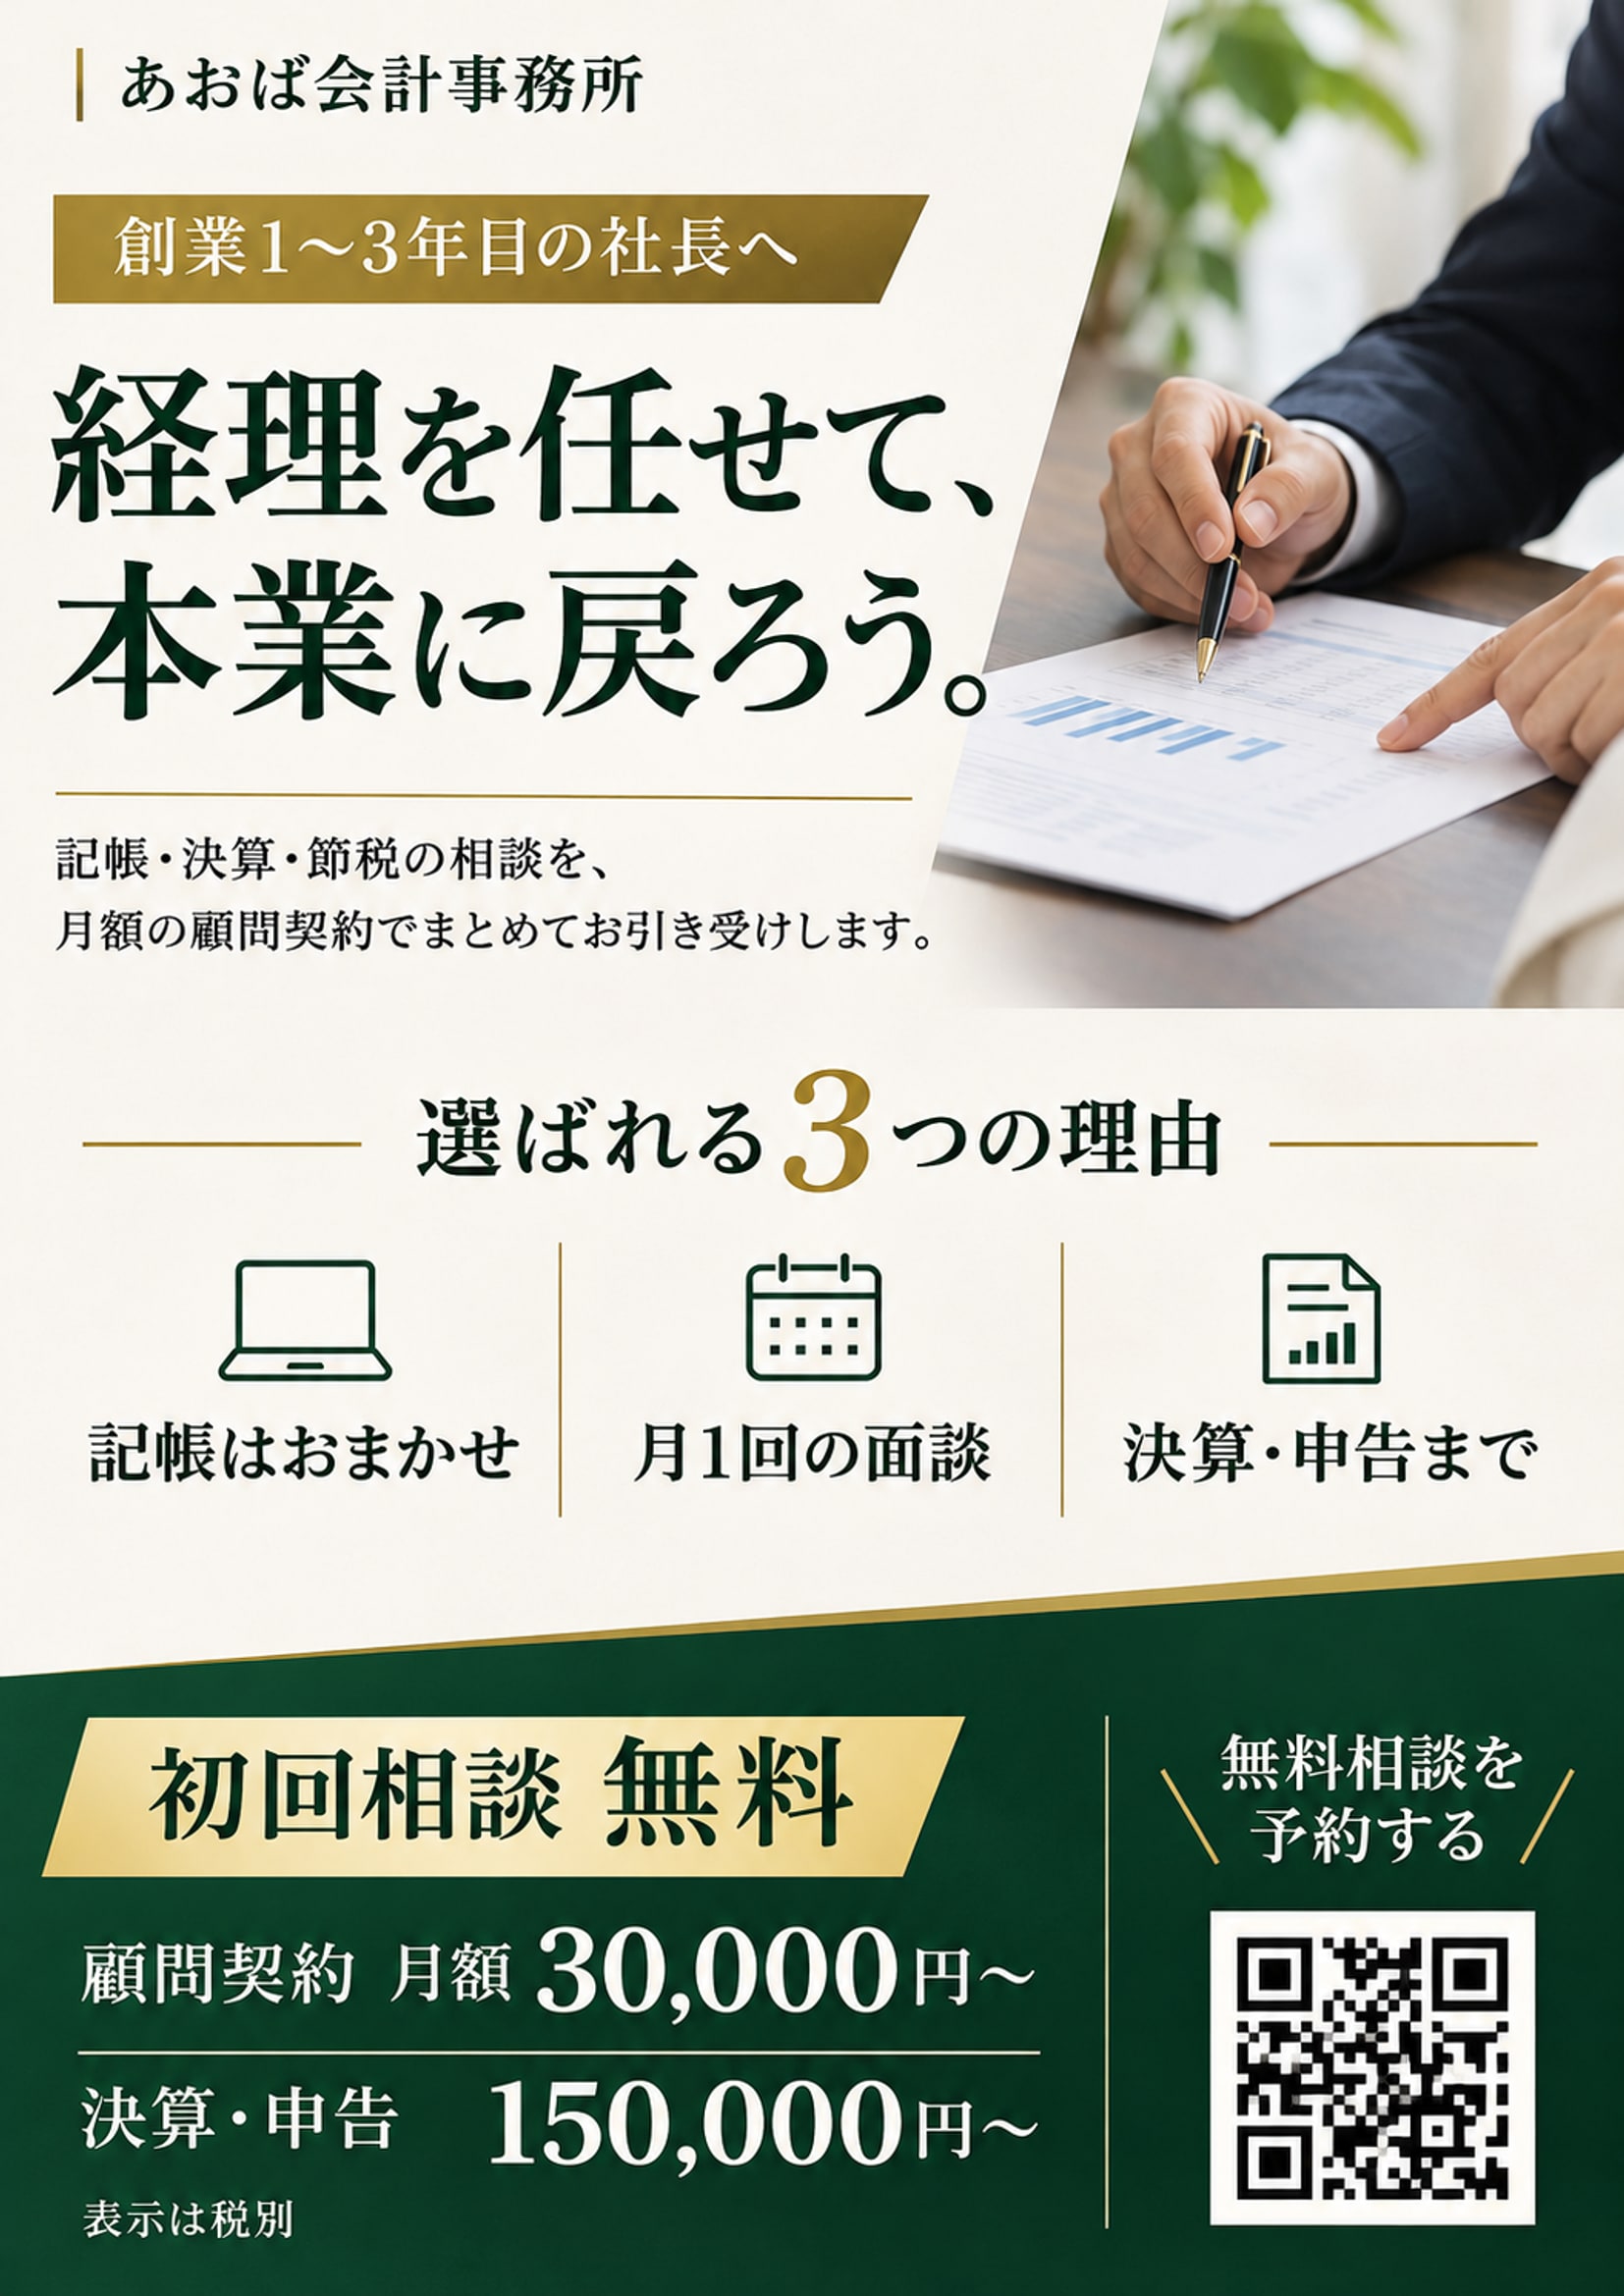 あおば会計事務所
創業1〜3年目の社長へ
経理を任せて、
本業に戻ろう。
記帳・決算・節税の相談を、
月額の顧問契約でまとめてお引き受けします。
選ばれる3つの理由
記帳はおまかせ
月1回の面談
決算・申告まで
初回相談 無料
顧問契約 月額 30,000円〜
決算・申告 150,000円〜
表示は税別
無料相談を
予約する